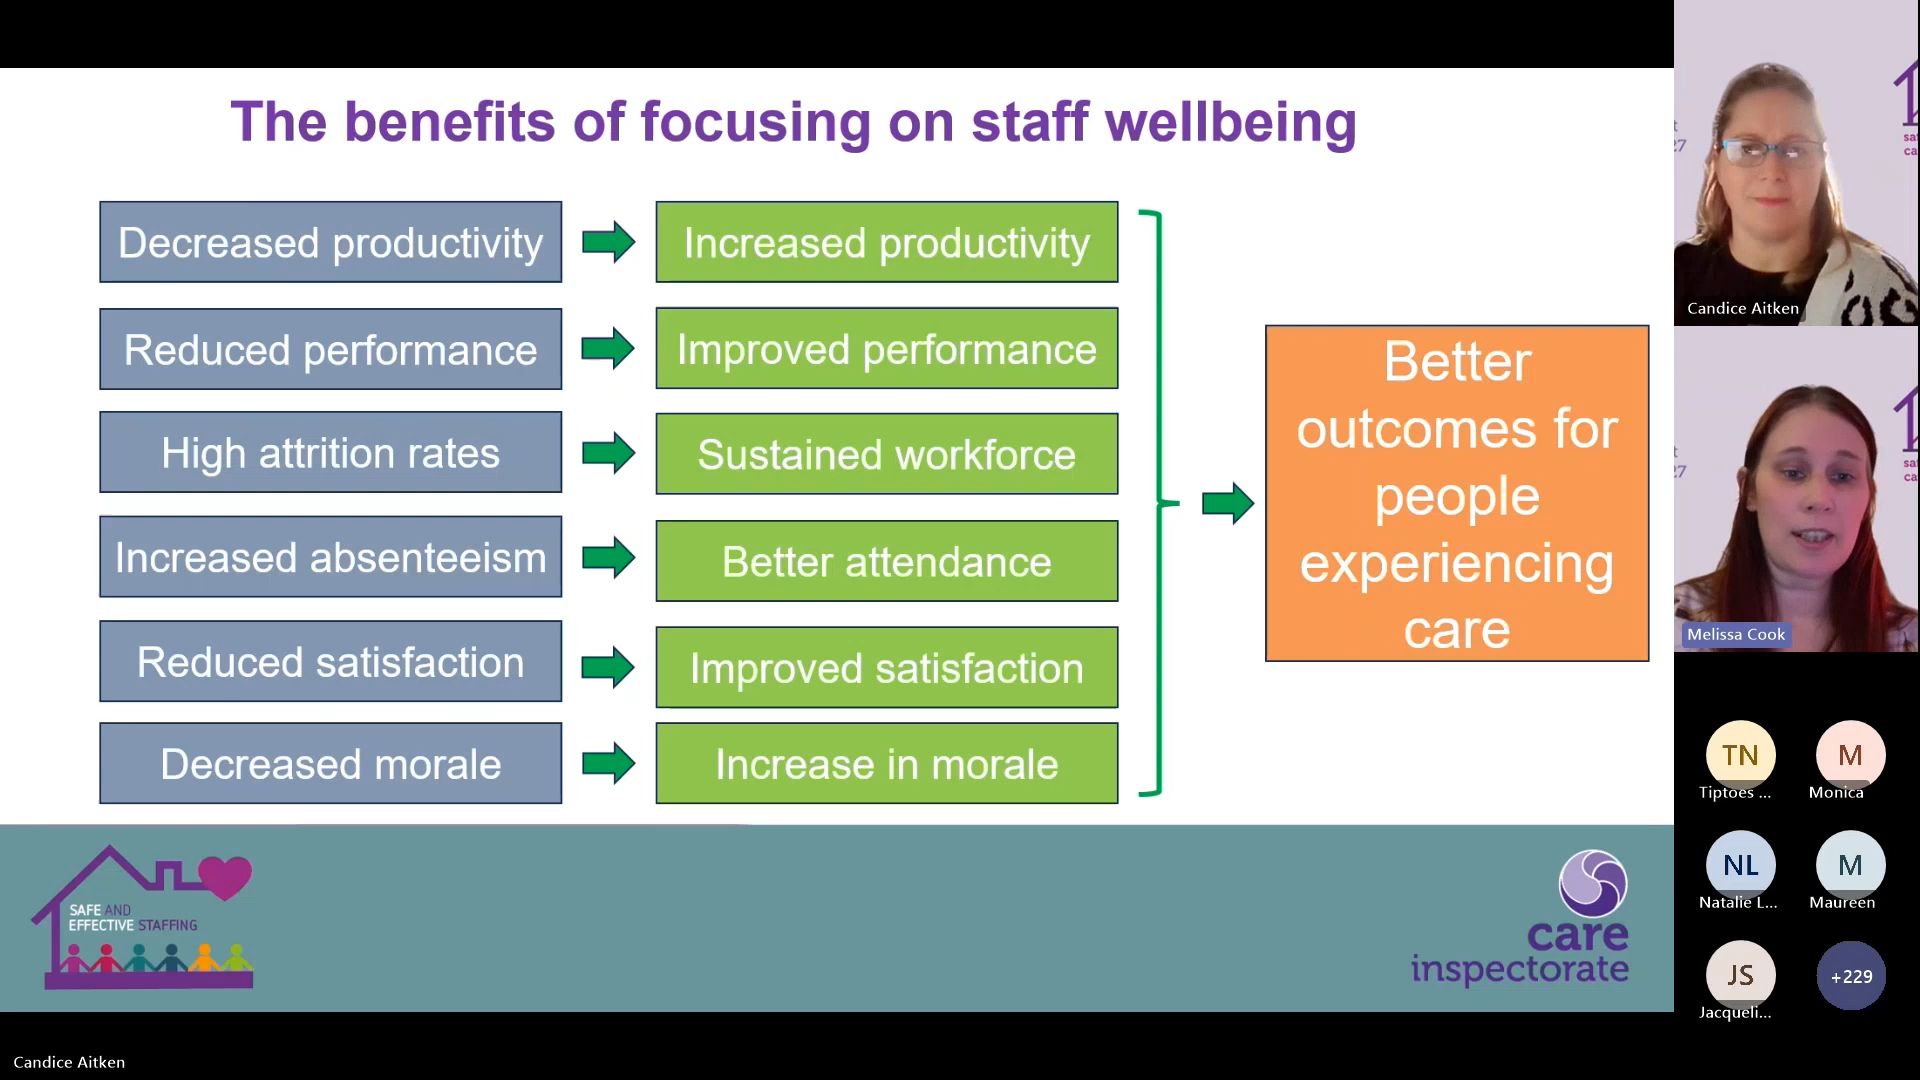 The benefits of focusing on staff wellbeing
Decreased productivity
Increased productivity
Reduced performance
Improved performance
High attrition rates
Sustained workforce
Increased absenteeism
Better attendance
Reduced satisfaction
Improved satisfaction
Decreased morale
Increase in morale
Better
outcomes for
people
experiencing
care
SAFE AND
EFFECTIVE STAFFING
care
inspectorate
Candice Aitken
Candice Aitken
Melissa Cook
TN
Tiptoes ...
M
Monica
NL
Natalie L...
M
Maureen
JS
Jacqueli...
+229